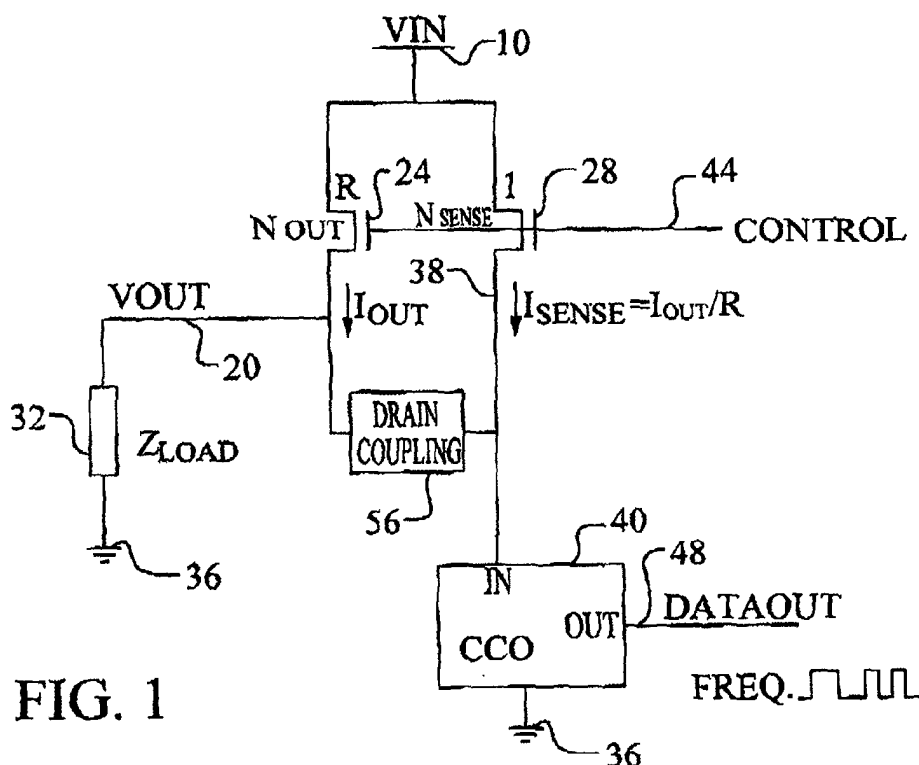 VIN
10
R
24
1
28
44
N OUT
N SENSE
CONTROL
38
VOUT
IOUT
ISENSE=IOUT/R
20
32
ZLOAD
DRAIN
COUPLING
56
36
40
IN
48
DATAOUT
OUT
CCO
FREQ.
FIG. 1
36